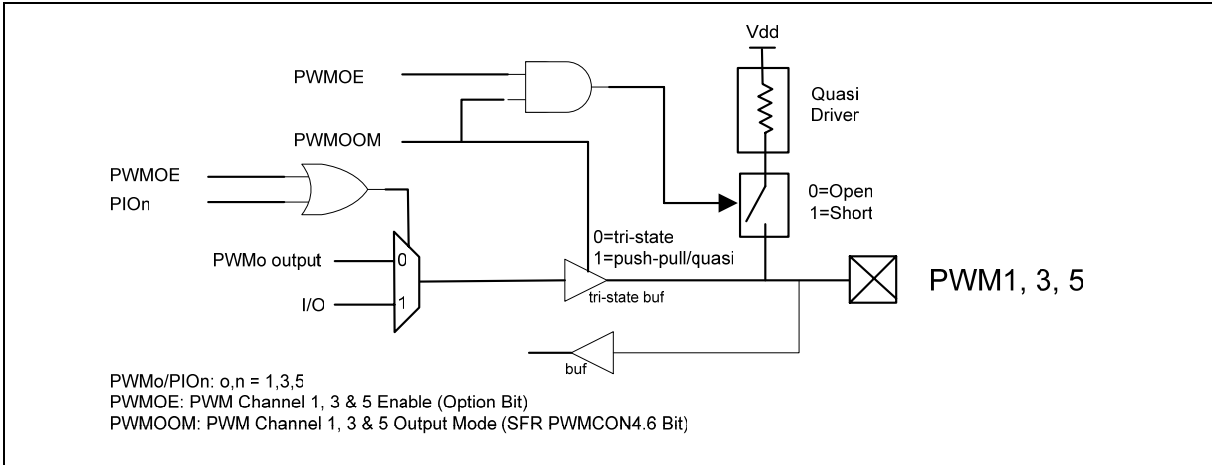 Vdd
PWMOE
Quasi
Driver
PWMOOM
PWMOE
PIOn
0=Open
1=Short
0=tri-state
1=push-pull/quasi
PWMo output
0
I/O
1
tri-state buf
PWM1, 3, 5
buf
PWMo/PIOn: o,n = 1,3,5
PWMOE: PWM Channel 1, 3 & 5 Enable (Option Bit)
PWMOOM: PWM Channel 1, 3 & 5 Output Mode (SFR PWMCON4.6 Bit)